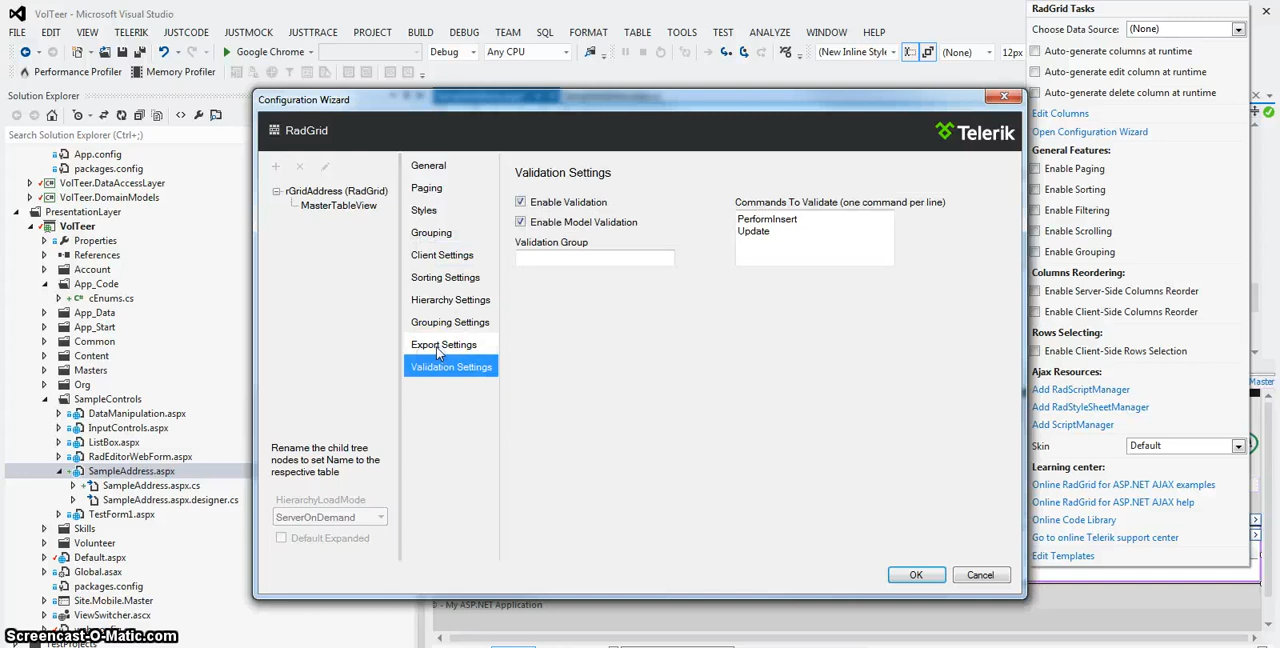 VolTeer - Microsoft Visual Studio
FILE EDIT VIEW TELERIK JUSTCODE JUSTMOCK JUSTTRACE PROJECT BUILD DEBUG TEAM SQL FORMAT TABLE TOOLS TEST ANALYZE WINDOW HELP
Google Chrome Debug Any CPU (New Inline Style (None) 12px
Performance Profiler Memory Profiler
Solution Explorer
Search Solution Explorer (Ctrl+;)
App.config
packages.config
VolTeer.DataAccessLayer
VolTeer.DomainModels
PresentationLayer
VolTeer
Properties
References
Account
App_Code
cEnums.cs
App_Data
App_Start
Common
Content
Masters
Org
SampleControls
DataManipulation.aspx
InputControls.aspx
ListBox.aspx
RadEditorWebForm.aspx
SampleAddress.aspx
SampleAddress.aspx.cs
SampleAddress.aspx.designer.cs
TestForm1.aspx
Skills
Volunteer
Default.aspx
Global.asax
packages.config
Site.Mobile.Master
ViewSwitcher.ascx
Screencast-O-Matic.com
TestProjects
Configuration Wizard
RadGrid
Telerik
rGridAddress (RadGrid)
MasterTableView
Rename the child tree
nodes to set Name to the
respective table
HierarchyLoadMode
ServerOnDemand
Default Expanded
General
Paging
Styles
Grouping
Client Settings
Sorting Settings
Hierarchy Settings
Grouping Settings
Export Settings
Validation Settings
Validation Settings
Enable Validation
Enable Model Validation
Validation Group
Commands To Validate (one command per line)
PerformInsert
Update
OK Cancel
- My ASP.NET Application
RadGrid Tasks
Choose Data Source: (None)
Auto-generate columns at runtime
Auto-generate edit column at runtime
Auto-generate delete column at runtime
Edit Columns
Open Configuration Wizard
General Features:
Enable Paging
Enable Sorting
Enable Filtering
Enable Scrolling
Enable Grouping
Columns Reordering:
Enable Server-Side Columns Reorder
Enable Client-Side Columns Reorder
Rows Selecting:
Enable Client-Side Rows Selection
Ajax Resources:
Add RadScriptManager
Add RadStyleSheetManager
Add ScriptManager
Skin Default
Learning center:
Online RadGrid for ASP.NET AJAX examples
Online RadGrid for ASP.NET AJAX help
Online Code Library
Go to online Telerik support center
Edit Templates
Master